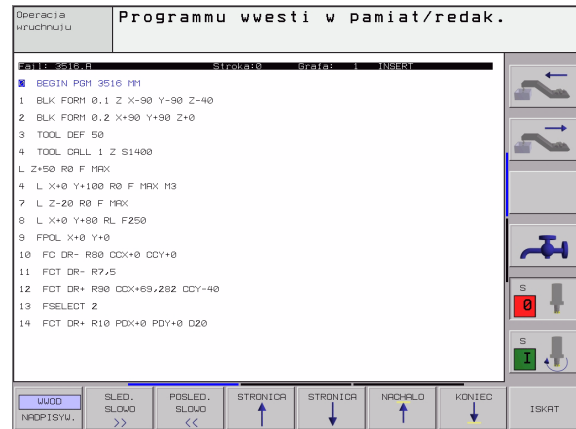 Operacja
wruchnuju
Programmu wwesti w pamiat/redak.
Fajl: 3516.A Stroka:0 Grafa: 1 INSERT
0 BEGIN PGM 3516 MM
1 BLK FORM 0.1 Z X-90 Y-90 Z-40
2 BLK FORM 0.2 X+90 Y+90 Z+0
3 TOOL DEF 50
4 TOOL CALL 1 Z S1400
L Z+50 R0 F MAX
4 L X+0 Y+100 R0 F MAX M3
7 L Z-20 R0 F MAX
8 L X+0 Y+80 RL F250
9 FPOL X+0 Y+0
10 FC DR- R80 CCX+0 CCY+0
11 FCT DR- R7,5
12 FCT DR+ R90 CCX+69,282 CCY-40
13 FSELECT 2
14 FCT DR+ R10 PDX+0 PDY+0 D20
S
0
S
I
WWOD
NADPISYW.
SLED.
SLOWO
>>
POSLED.
SLOWO
<<
STRONICA
STRONICA
NACHALO
KONIEC
ISKAT